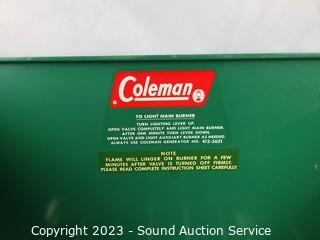 Coleman
TO LIGHT MAIN BURNER
TURN LIGHTING LEVER UP.
OPEN VALVE COMPLETELY AND LIGHT MAIN BURNER.
AFTER ONE MINUTE TURN LEVER DOWN.
OPEN VALVE AND LIGHT AUXILIARY BURNER AS NEEDED.
ALWAYS USE COLEMAN GENERATOR NO. 412-5621
NOTE
FLAME WILL LINGER ON BURNER FOR A FEW
MINUTES AFTER VALVE IS TURNED OFF FIRMLY.
PLEASE READ COMPLETE INSTRUCTION SHEET CAREFULLY.
Copyright 2023 - Sound Auction Service